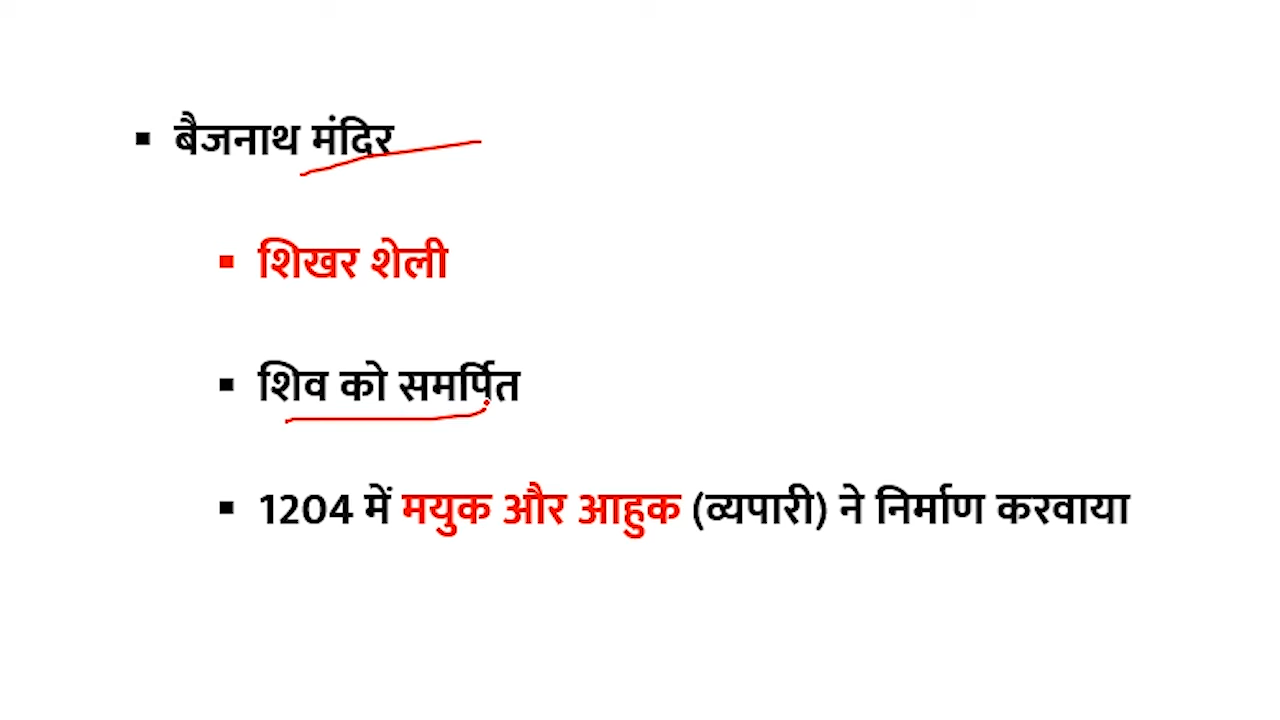 ▪ बैजनाथ मंदिर
▪ शिखर शेली
▪ शिव को समर्पित
▪ 1204 में मयुक और आहुक (व्यपारी) ने निर्माण करवाया